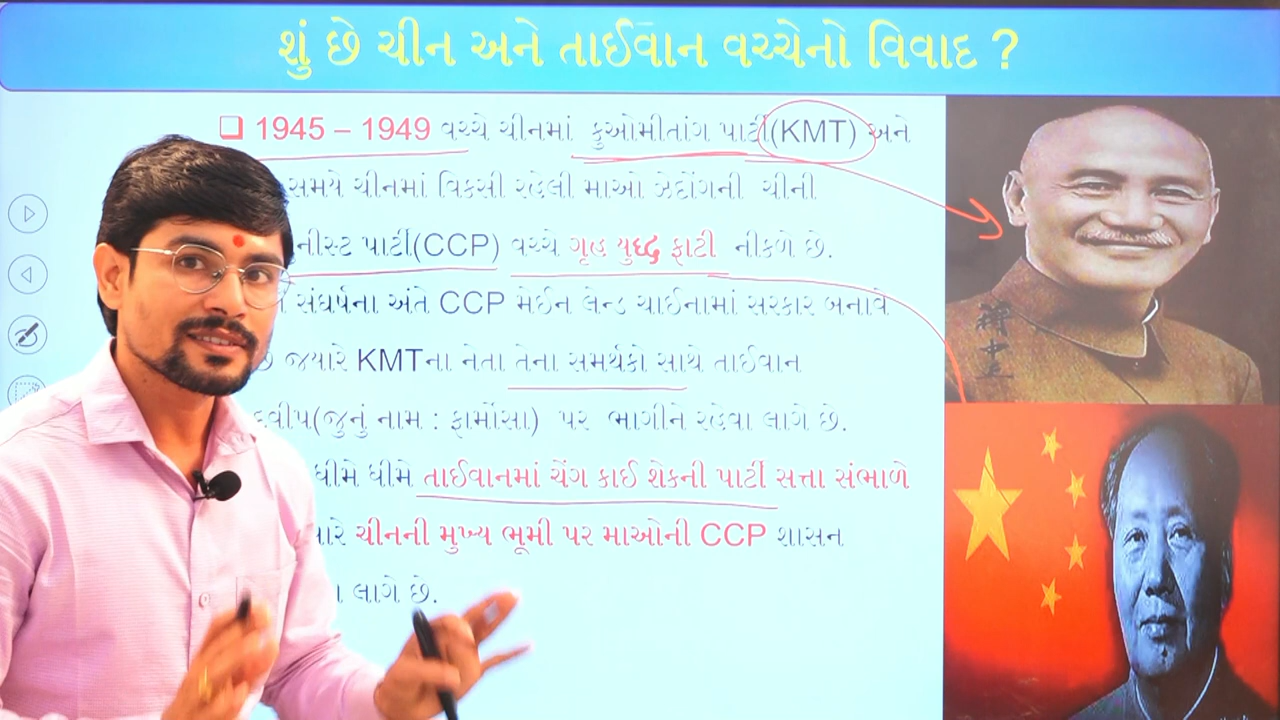 શું છે ચીન અને તાઈવાન વચ્ચેનો વિવાદ ?
1945 – 1949 વચ્ચે ચીનમાં કુઓમીતાંગ પાર્ટી(KMT) અને
સમયે ચીનમાં વિકસી રહેલી માઓ ઝેદોંગની ચીની
નીસ્ટ પાર્ટી(CCP) વચ્ચે ગૃહ યુધ્ધ ફાટી નીકળે છે.
સંઘર્ષના અંતે CCP મેઈન લેન્ડ ચાઈનામાં સરકાર બનાવે
છે જ્યારે KMTના નેતા તેના સમર્થકો સાથે તાઈવાન
દ્વીપ(જુનું નામ : ફાર્મોસા) પર ભાગીને રહેવા લાગે છે.
ધીમે ધીમે તાઈવાનમાં ચેંગ કાઈ શેકની પાર્ટી સત્તા સંભાળે
યારે ચીનની મુખ્ય ભૂમી પર માઓની CCP શાસન
લાગે છે.